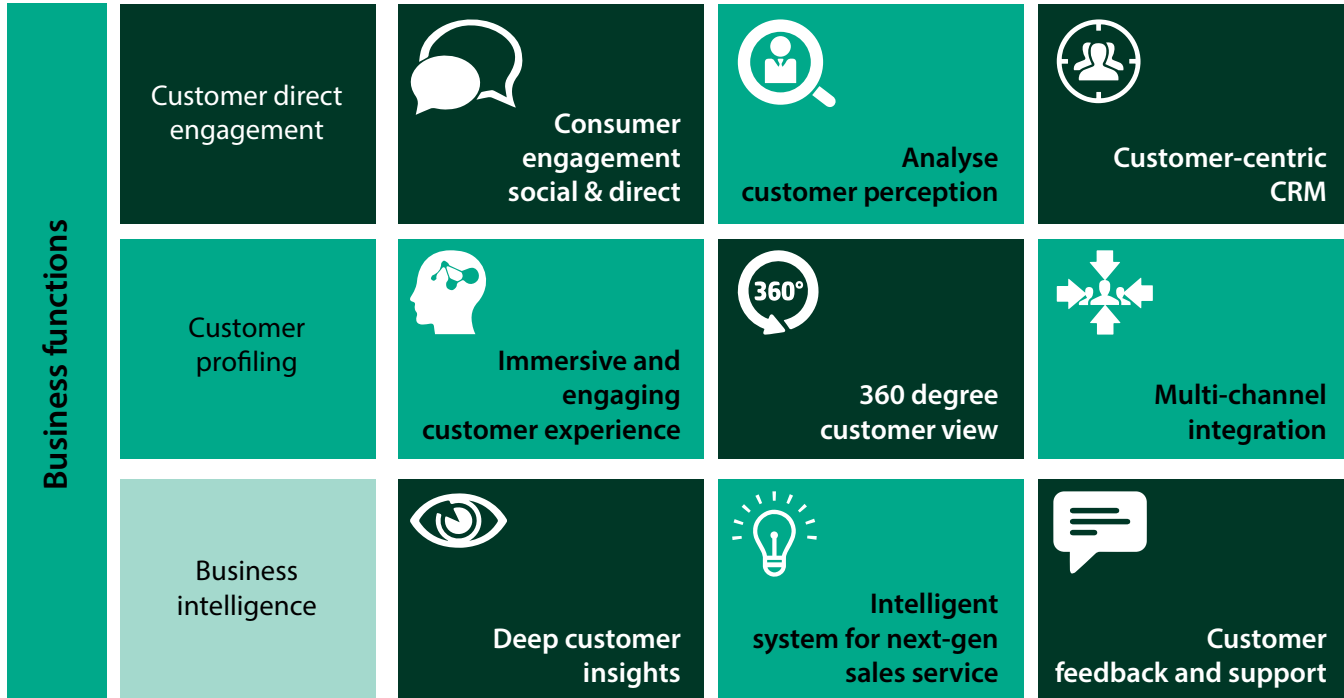 Business functions
Customer direct
engagement
Consumer
engagement
social & direct
Analyse
customer perception
Customer-centric
CRM
Customer
profiling
Immersive and
engaging
customer experience
360°
360 degree
customer view
Multi-channel
integration
Business
intelligence
Deep customer
insights
Intelligent
system for next-gen
sales service
Customer
feedback and support